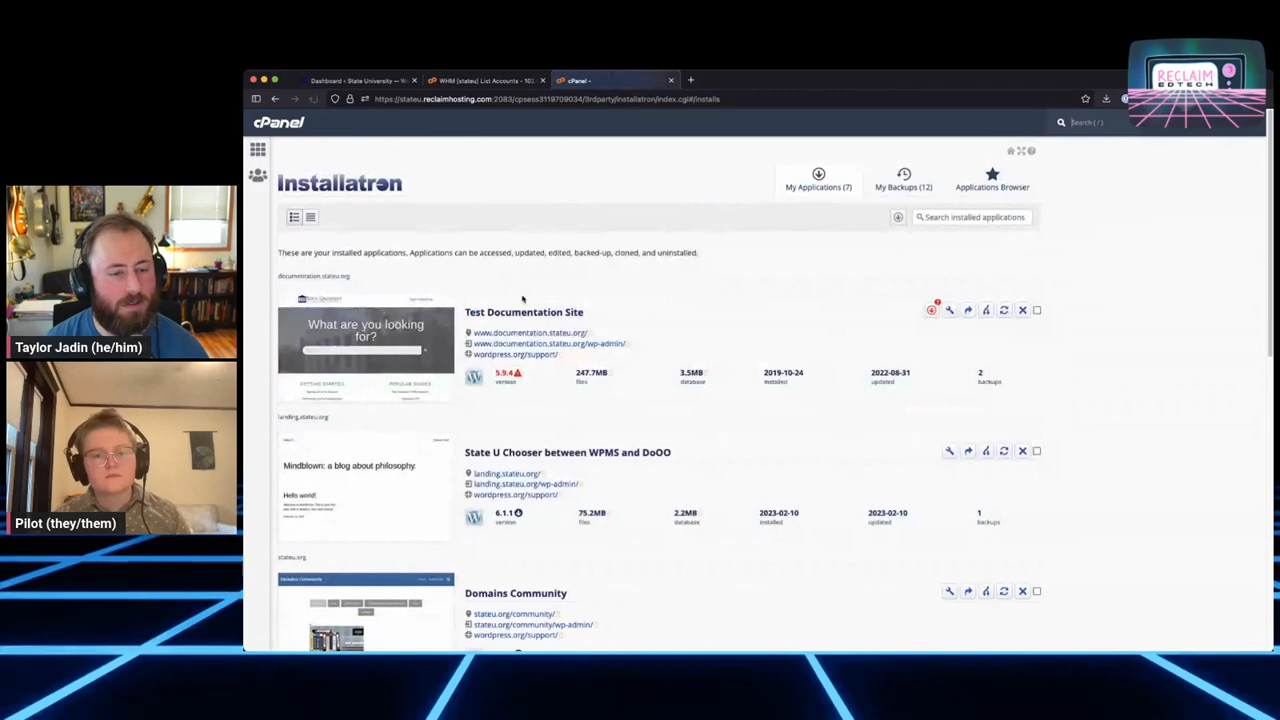 RECLAIM
EDTECH
Dashboard ‹ State University — W
WHM [stateu] List Accounts - 102
cPanel -
https://stateu.reclaimhosting.com:2083/cpsess3119709034/3rdparty/installatron/index.cgi#/installs
cPanel
Search ( / )
Installatron
My Applications (7)
My Backups (12)
Applications Browser
Search installed applications
These are your installed applications. Applications can be accessed, updated, edited, backed-up, cloned, and uninstalled.
documentation.stateu.org
What are you looking
for?
GETTING STARTED
POPULAR GUIDES
Test Documentation Site
www.documentation.stateu.org/
www.documentation.stateu.org/wp-admin/
wordpress.org/support/
5.9.4
version
247.7MB
files
3.5MB
database
2019-10-24
installed
2022-08-31
updated
2
backups
landing.stateu.org
Mindblown: a blog about philosophy.
Hello world!
State U Chooser between WPMS and DoOO
landing.stateu.org/
landing.stateu.org/wp-admin/
wordpress.org/support/
6.1.1
version
75.2MB
files
2.2MB
database
2023-02-10
installed
2023-02-10
updated
1
backups
stateu.org
Domains Community
Domains Community
stateu.org/community/
stateu.org/community/wp-admin/
wordpress.org/support/
Taylor Jadin (he/him)
Pilot (they/them)